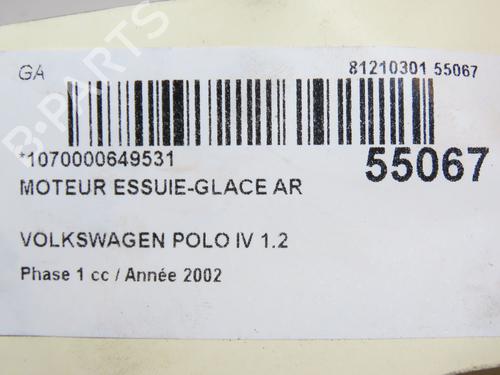 GA
81210301 55067
*1070000649531
55067
MOTEUR ESSUIE-GLACE AR
VOLKSWAGEN POLO IV 1.2
Phase 1 cc / Année 2002
B-PARTS